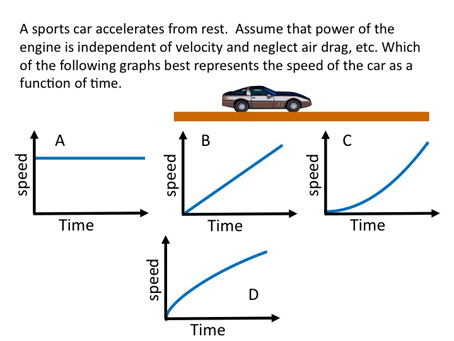 A sports car accelerates from rest.  Assume that power of the
engine is independent of velocity and neglect air drag, etc. Which
of the following graphs best represents the speed of the car as a
function of time.
A
speed
Time
B
speed
Time
C
speed
Time
D
speed
Time